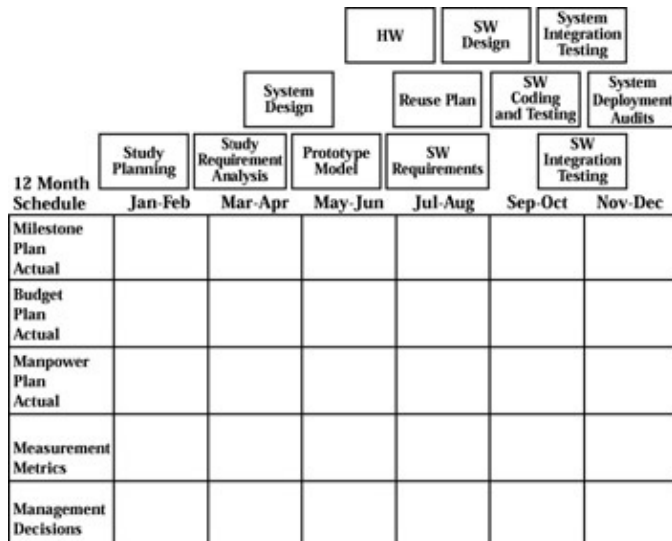 HW
SW
Design
System
Integration
Testing
System
Design
Reuse Plan
SW
Coding
and Testing
System
Deployment
Audits
Study
Planning
Study
Requirement
Analysis
Prototype
Model
SW
Requirements
SW
Integration
Testing
12 Month
Schedule
Jan-Feb
Mar-Apr
May-Jun
Jul-Aug
Sep-Oct
Nov-Dec
Milestone
Plan
Actual
Budget
Plan
Actual
Manpower
Plan
Actual
Measurement
Metrics
Management
Decisions